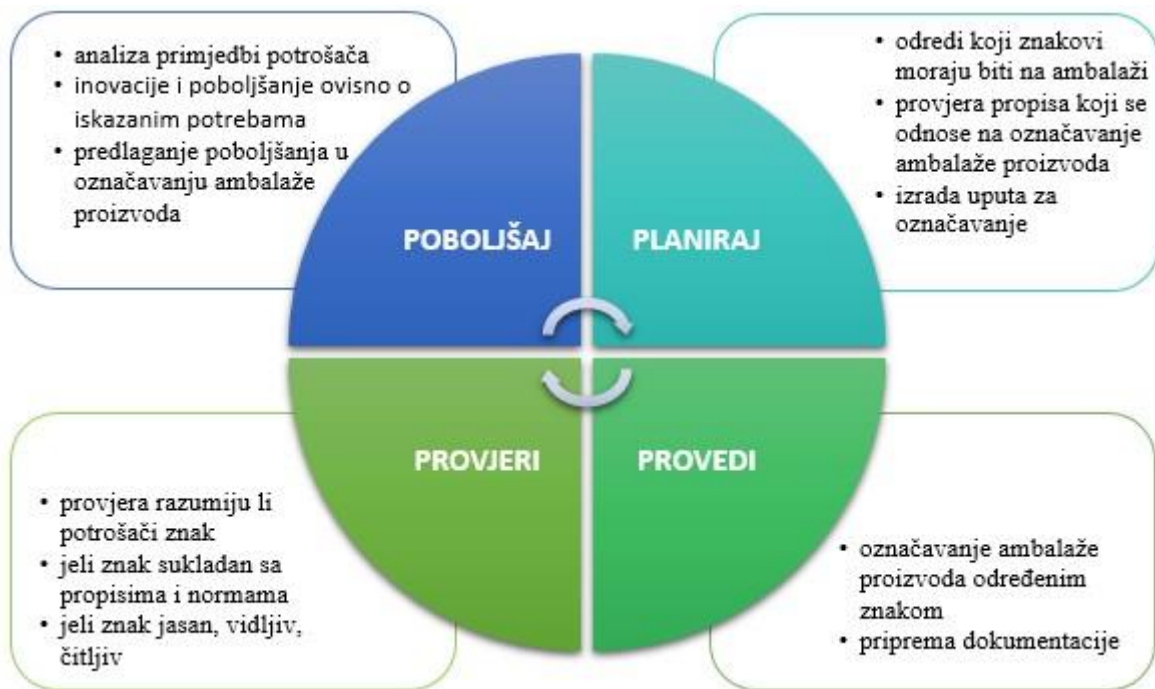 • analiza primjedbi potrošača
• inovacije i poboljšanje ovisno o
iskazanim potrebama
• predlaganje poboljšanja u
označavanju ambalaže
proizvoda
POBOLJŠAJ
• odredi koji znakovi
moraju biti na ambalaži
• provjera propisa koji se
odnose na označavanje
ambalaže proizvoda
• izrada uputa za
označavanje
PLANIRAJ
• provjera razumiju li
potrošači znak
• jeli znak sukladan sa
propisima i normama
• jeli znak jasan, vidljiv,
čitljiv
PROVJERI
• označavanje ambalaže
proizvoda određenim
znakom
• priprema dokumentacije
PROVEDI